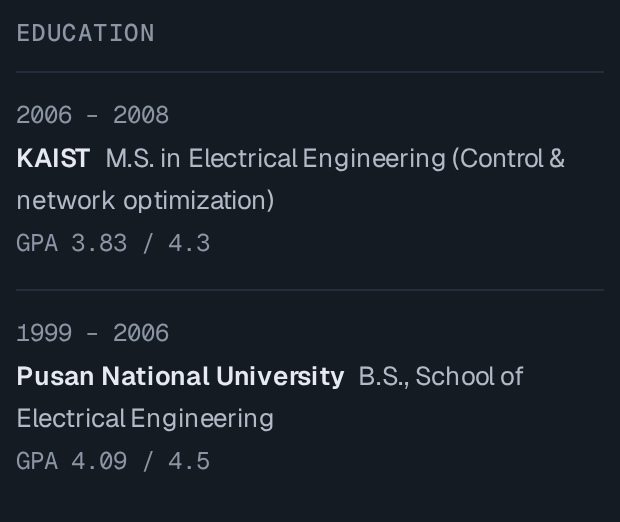 EDUCATION
2006 – 2008
KAIST M.S. in Electrical Engineering (Control &
network optimization)
GPA 3.83 / 4.3
1999 – 2006
Pusan National University B.S., School of
Electrical Engineering
GPA 4.09 / 4.5